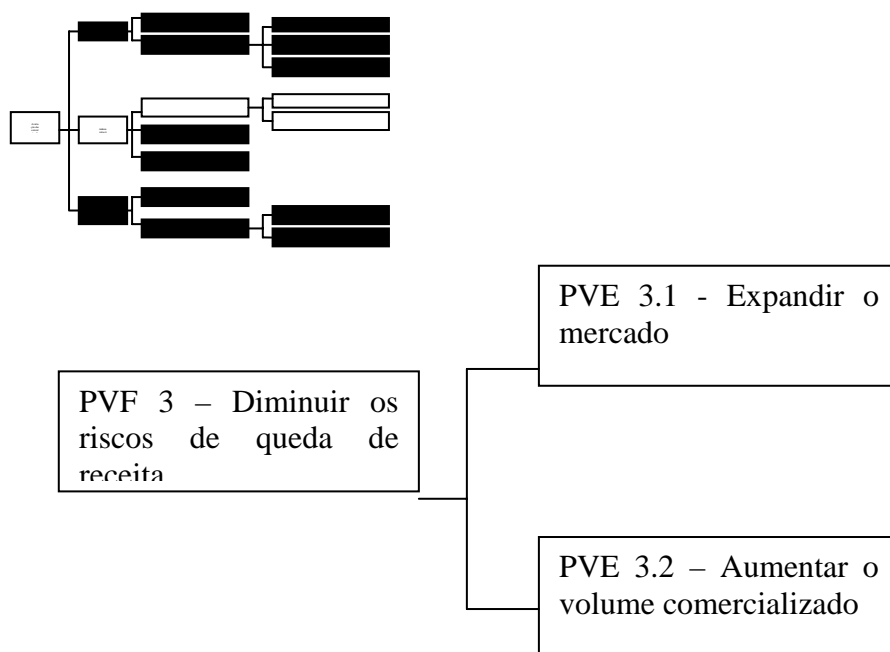 PVE 3.1 - Expandir o
mercado
PVF 3 – Diminuir os
riscos de queda de
receita
PVE 3.2 – Aumentar o
volume comercializado